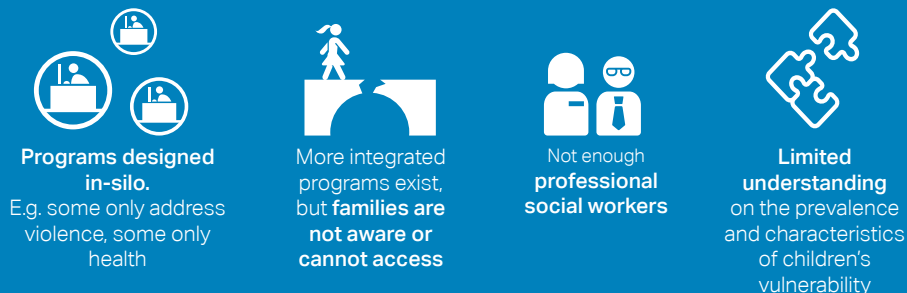 Programs designed
in-silo.
E.g. some only address
violence, some only
health
More integrated
programs exist,
but families are
not aware or
cannot access
Not enough
professional
social workers
Limited
understanding
on the prevalence
and characteristics
of children's
vulnerability